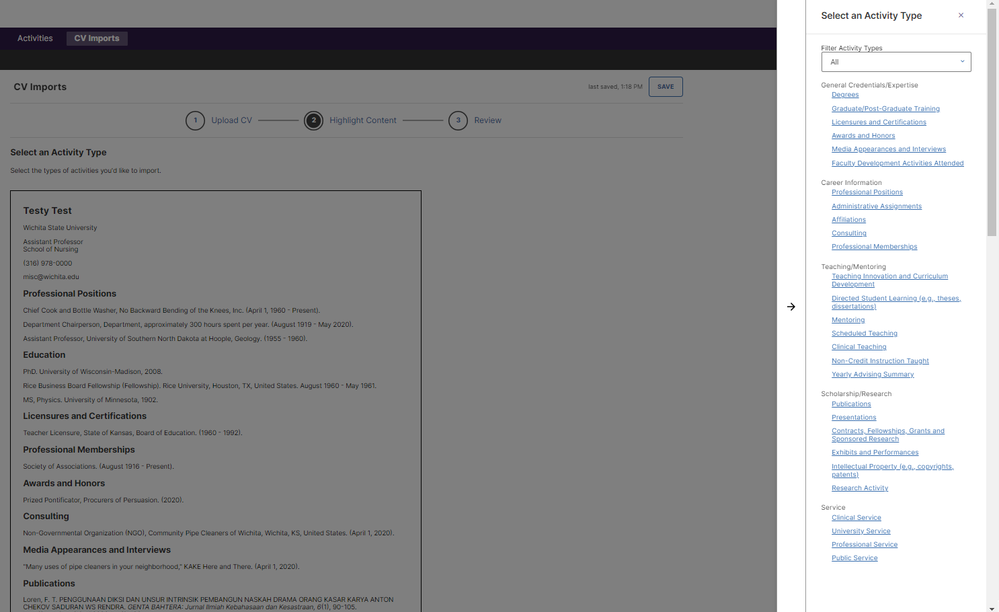 Activities
CV Imports
CV Imports
last saved, 1:18 PM
SAVE
1
Upload CV
2
Highlight Content
3
Review
Select an Activity Type
Select the types of activities you'd like to import.
Testy Test
Wichita State University
Assistant Professor
School of Nursing
(316) 978-0000
misc@wichita.edu
Professional Positions
Chief Cook and Bottle Washer, No Backward Bending of the Knees, Inc. (April 1, 1960 - Present).
Department Chairperson, Department, approximately 300 hours spent per year. (August 1919 - May 2020).
Assistant Professor, University of Southern North Dakota at Hoople, Geology. (1955 - 1960).
Education
PhD. University of Wisconsin-Madison, 2008.
Rice Business Board Fellowship (Fellowship). Rice University, Houston, TX, United States. August 1960 - May 1961.
MS, Physics. University of Minnesota, 1902.
Licensures and Certifications
Teacher Licensure, State of Kansas, Board of Education. (1960 - 1992).
Professional Memberships
Society of Associations. (August 1916 - Present).
Awards and Honors
Prized Pontificator, Procurers of Persuasion. (2020).
Consulting
Non-Governmental Organization (NGO), Community Pipe Cleaners of Wichita, Wichita, KS, United States. (April 1, 2020).
Media Appearances and Interviews
"Many uses of pipe cleaners in your neighborhood," KAKE Here and There. (April 1, 2020).
Publications
Loren, F. T. PENGGUNAAN DIKSI DAN UNSUR INTRINSIK PEMBANGUN NASKAH DRAMA ORANG KASAR KARYA ANTON
CHEKOV SADURAN WS RENDRA. GENTA BAHTERA: Jurnal Ilmiah Kebahasaan dan Kesastraan, 6(1), 90-105.
Select an Activity Type
Filter Activity Types
All
General Credentials/Expertise
Degrees
Graduate/Post-Graduate Training
Licensures and Certifications
Awards and Honors
Media Appearances and Interviews
Faculty Development Activities Attended
Career Information
Professional Positions
Administrative Assignments
Affiliations
Consulting
Professional Memberships
Teaching/Mentoring
Teaching Innovation and Curriculum
Development
Directed Student Learning (e.g., theses,
dissertations)
Mentoring
Scheduled Teaching
Clinical Teaching
Non-Credit Instruction Taught
Yearly Advising Summary
Scholarship/Research
Publications
Presentations
Contracts, Fellowships, Grants and
Sponsored Research
Exhibits and Performances
Intellectual Property (e.g., copyrights,
patents)
Research Activity
Service
Clinical Service
University Service
Professional Service
Public Service